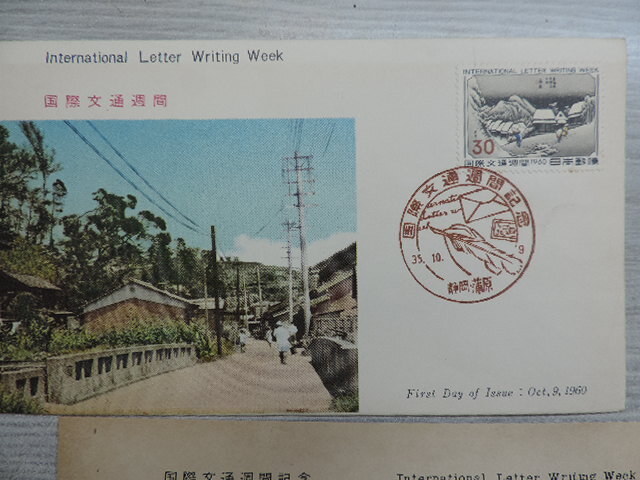 International Letter Writing Week
国際文通週間
INTERNATIONAL LETTER WRITING WEEK
30
国際文通週間1960 日本郵便
国際文通週間記念
35.10.9
静岡・蒲原
First Day of Issue : Oct, 9, 1960
国際文通週間記念
International Letter Writing Week